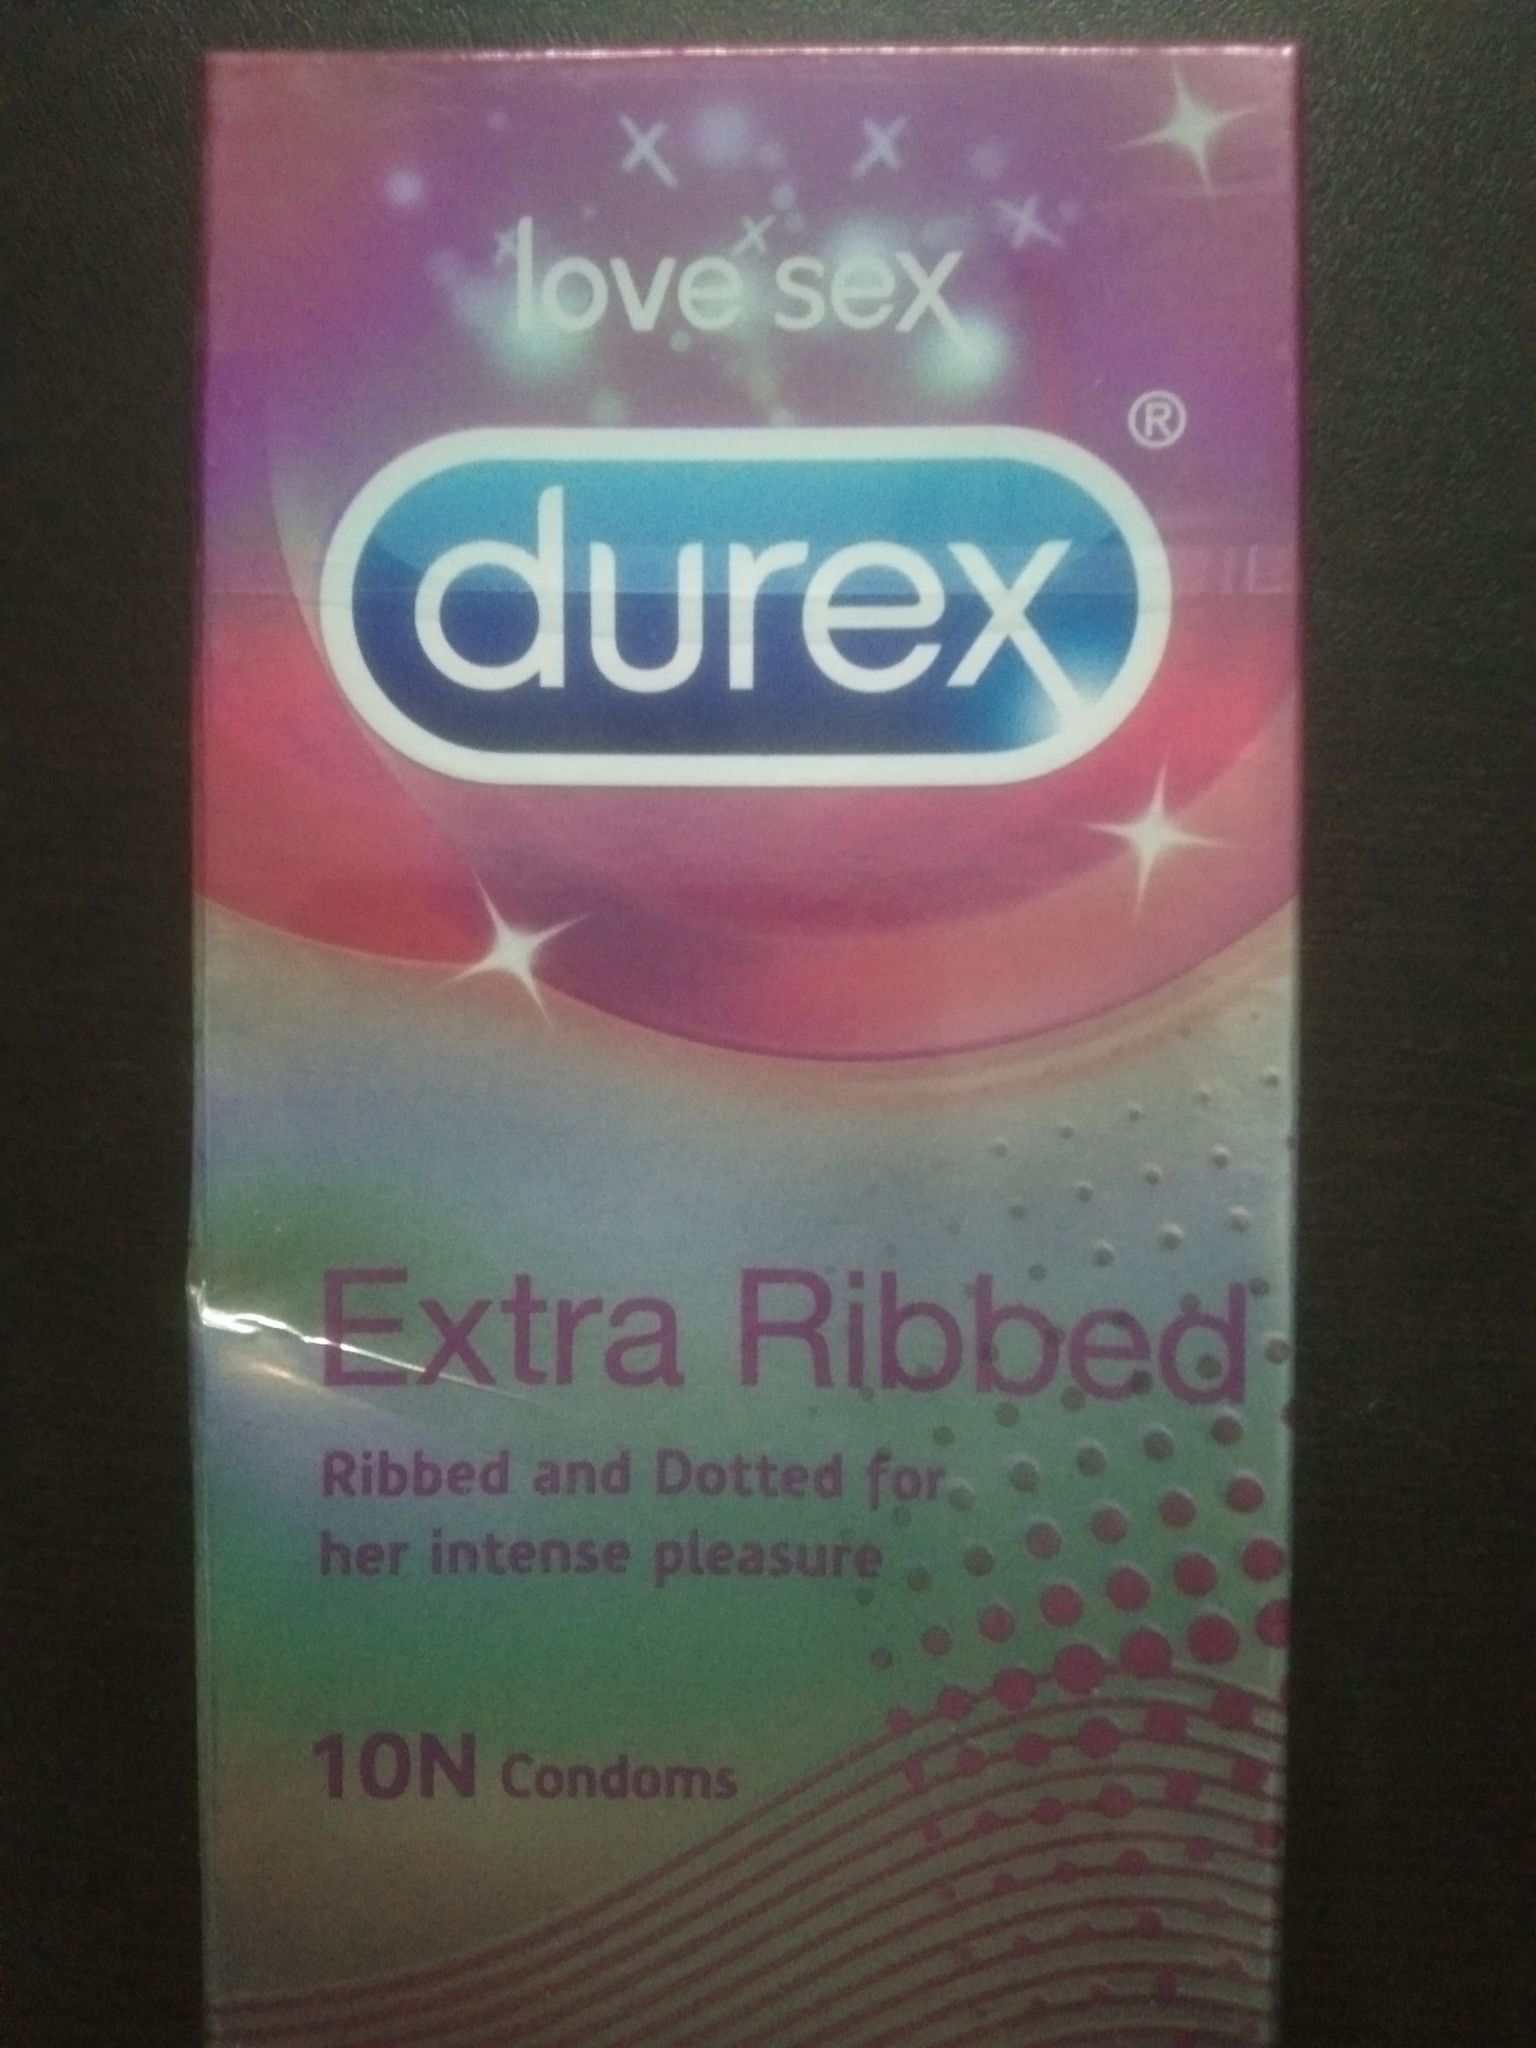 love sex
durex®
Extra Ribbed
Ribbed and Dotted for
her intense pleasure
10N Condoms